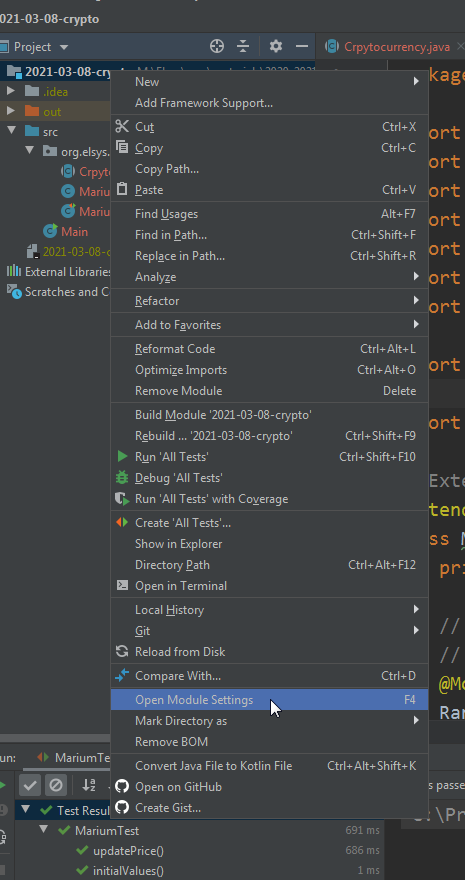 2021-03-08-crypto
Project
Crpytocurrency.java
2021-03-08-cry
New
Add Framework Support...
.idea
out
Cut Ctrl+X
src
Copy Ctrl+C
org.elsys.
Copy Path...
Crpyto
Paste Ctrl+V
Marium
Find Usages Alt+F7
Marium
Find in Path... Ctrl+Shift+F
Main
Replace in Path... Ctrl+Shift+R
2021-03-08-c
Analyze
External Libraries
Scratches and C
Refactor
Add to Favorites
Reformat Code Ctrl+Alt+L
Optimize Imports Ctrl+Alt+O
Remove Module Delete
Build Module '2021-03-08-crypto'
Rebuild ... '2021-03-08-crypto' Ctrl+Shift+F9
Run 'All Tests' Ctrl+Shift+F10
Debug 'All Tests'
Run 'All Tests' with Coverage
Create 'All Tests'...
Show in Explorer
Directory Path Ctrl+Alt+F12
Open in Terminal
Local History
Git
Reload from Disk
Compare With... Ctrl+D
Open Module Settings F4
Mark Directory as
Remove BOM
Convert Java File to Kotlin File Ctrl+Alt+Shift+K
Open on GitHub
Create Gist...
kage
ort
ort
ort
ort
ort
ort
ort
ort
ort
Exte
tend
ss M
pri
//
//
@Mo
Ran
un: MariumTest
s passed
Test Resul
MariumTest 691 ms
updatePrice() 686 ms
initialValues() 1 ms